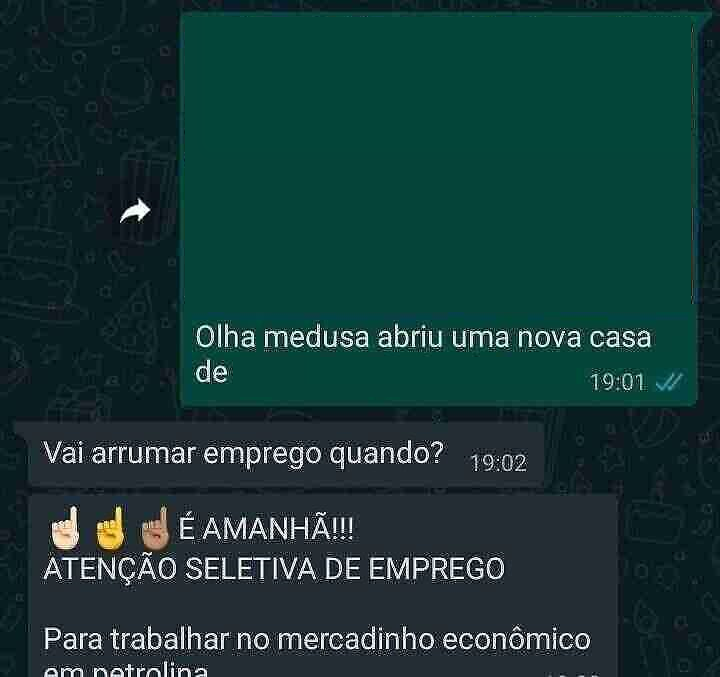 Olha medusa abriu uma nova casa
de
19:01
Vai arrumar emprego quando?
19:02
☝🏻☝☝🏽É AMANHÃ!!!
ATENÇÃO SELETIVA DE EMPREGO
Para trabalhar no mercadinho econômico
em petrolina